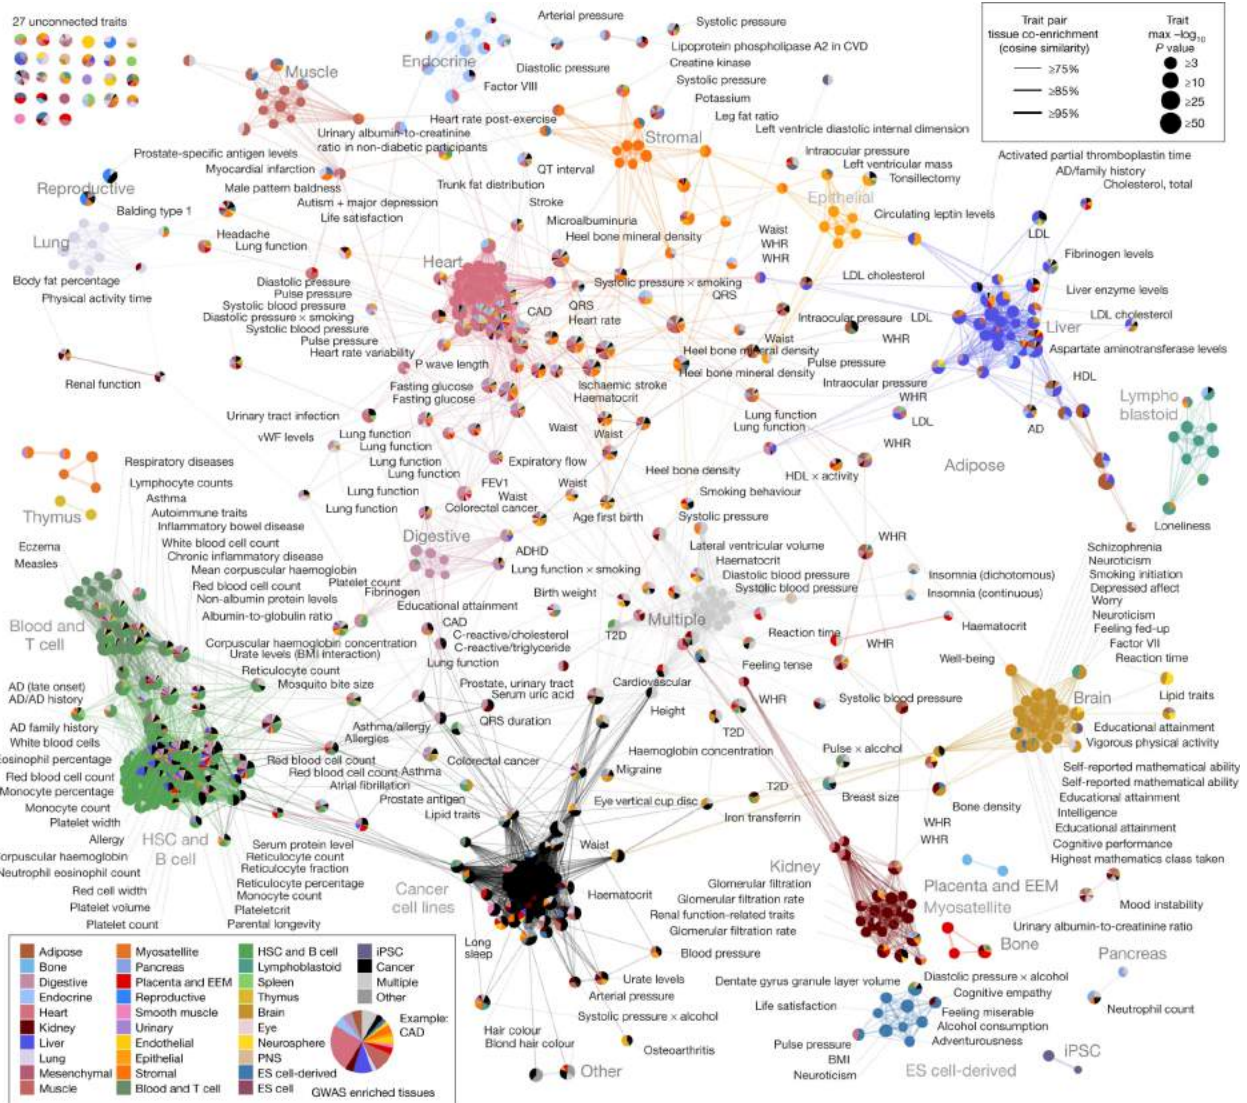 27 unconnected traits
Arterial pressure
Systolic pressure
Lipoprotein phospholipase A2 in CVD
Creatine kinase
Systolic pressure
Potassium
Leg fat ratio
Left ventricle diastolic internal dimension
Endocrine
Diastolic pressure
Factor VIII
Muscle
Heart rate post-exercise
Stromal
Urinary albumin-to-creatinine
ratio in non-diabetic participants
Trait pair
tissue co-enrichment
(cosine similarity)
≥75%
≥85%
≥95%
Trait
max −log₁₀
P value
≥3
≥10
≥25
≥50
Prostate-specific antigen levels
Myocardial infarction
Male pattern baldness
Autism + major depression
Life satisfaction
Reproductive
Balding type 1
Headache
Lung function
Lung
Body fat percentage
Physical activity time
QT interval
Trunk fat distribution
Stroke
Microalbuminuria
Heel bone mineral density
Intraocular pressure
Left ventricular mass
Tonsillectomy
Epithelial
Circulating leptin levels
Activated partial thromboplastin time
AD/family history
Cholesterol, total
LDL
Fibrinogen levels
Liver enzyme levels
LDL cholesterol
Liver
Aspartate aminotransferase levels
HDL
AD
Waist
WHR
WHR
LDL cholesterol
Heart
Systolic pressure × smoking
QRS
CAD
QRS
Heart rate
Diastolic pressure
Pulse pressure
Systolic blood pressure
Diastolic pressure × smoking
Systolic blood pressure
Pulse pressure
Heart rate variability
P wave length
Intraocular pressure
LDL
WHR
Waist
Heel bone mineral density
Heel bone mineral density
Pulse pressure
Intraocular pressure
WHR
LDL
WHR
Renal function
Fasting glucose
Fasting glucose
Ischaemic stroke
Haematocrit
Urinary tract infection
vWF levels
Lung function
Lung function
Lung function
Lung function
Lung function
Lung function
Waist
Waist
Lung function
Lung function
Expiratory flow
FEV1
Waist
Waist
Colorectal cancer
Age first birth
Heel bone density
HDL × activity
Smoking behaviour
Systolic pressure
Adipose
Lympho
blastoid
Loneliness
Thymus
Respiratory diseases
Lymphocyte counts
Asthma
Autoimmune traits
Inflammatory bowel disease
White blood cell count
Chronic inflammatory disease
Mean corpuscular haemoglobin
Red blood cell count
Non-albumin protein levels
Albumin-to-globulin ratio
Platelet count
Fibrinogen
Eczema
Measles
Blood and
T cell
Digestive
ADHD
Lung function × smoking
Educational attainment
Birth weight
Lateral ventricular volume
Haematocrit
Diastolic blood pressure
Systolic blood pressure
WHR
Insomnia (dichotomous)
Insomnia (continuous)
Haematocrit
Multiple
T2D
Reaction time
WHR
Feeling tense
Schizophrenia
Neuroticism
Smoking initiation
Depressed affect
Worry
Neuroticism
Feeling fed-up
Factor VII
Reaction time
Well-being
Brain
Lipid traits
Educational attainment
Vigorous physical activity
Self-reported mathematical ability
Self-reported mathematical ability
Educational attainment
Intelligence
Educational attainment
Cognitive performance
Highest mathematics class taken
Corpuscular haemoglobin concentration
Urate levels (BMI interaction)
Reticulocyte count
Mosquito bite size
CAD
C-reactive/cholesterol
C-reactive/triglyceride
Lung function
Prostate, urinary tract
Serum uric acid
QRS duration
Cardiovascular
Height
WHR
T2D
Systolic blood pressure
AD (late onset)
AD/AD history
AD family history
White blood cells
Eosinophil percentage
Red blood cell count
Monocyte percentage
Monocyte count
Platelet width
Allergy
Corpuscular haemoglobin
Neutrophil eosinophil count
Red cell width
Platelet volume
Platelet count
HSC and
B cell
Asthma/allergy
Allergies
Red blood cell count
Red blood cell count
Asthma
Atrial fibrillation
Prostate antigen
Lipid traits
Colorectal cancer
Haemoglobin concentration
Migraine
Eye vertical cup disc
T2D
Iron transferrin
Pulse × alcohol
Breast size
Bone density
WHR
WHR
Serum protein level
Reticulocyte count
Reticulocyte fraction
Reticulocyte percentage
Monocyte count
Plateletcrit
Parental longevity
Cancer
cell lines
Waist
Haematocrit
Long
sleep
Kidney
Glomerular filtration
Glomerular filtration rate
Renal function-related traits
Glomerular filtration rate
Blood pressure
Placenta and EEM
Myosatellite
Mood instability
Urinary albumin-to-creatinine ratio
Bone
Pancreas
Neutrophil count
Urate levels
Arterial pressure
Systolic pressure × alcohol
Osteoarthritis
Hair colour
Blond hair colour
Other
Dentate gyrus granule layer volume
Life satisfaction
Pulse pressure
BMI
Neuroticism
Diastolic pressure × alcohol
Cognitive empathy
Feeling miserable
Alcohol consumption
Adventurousness
ES cell-derived
iPSC
Adipose
Bone
Digestive
Endocrine
Heart
Kidney
Liver
Lung
Mesenchymal
Muscle
Myosatellite
Pancreas
Placenta and EEM
Reproductive
Smooth muscle
Urinary
Endothelial
Epithelial
Stromal
Blood and T cell
HSC and B cell
Lymphoblastoid
Spleen
Thymus
Brain
Eye
Neurosphere
PNS
ES cell-derived
ES cell
iPSC
Cancer
Multiple
Other
Example:
CAD
GWAS enriched tissues